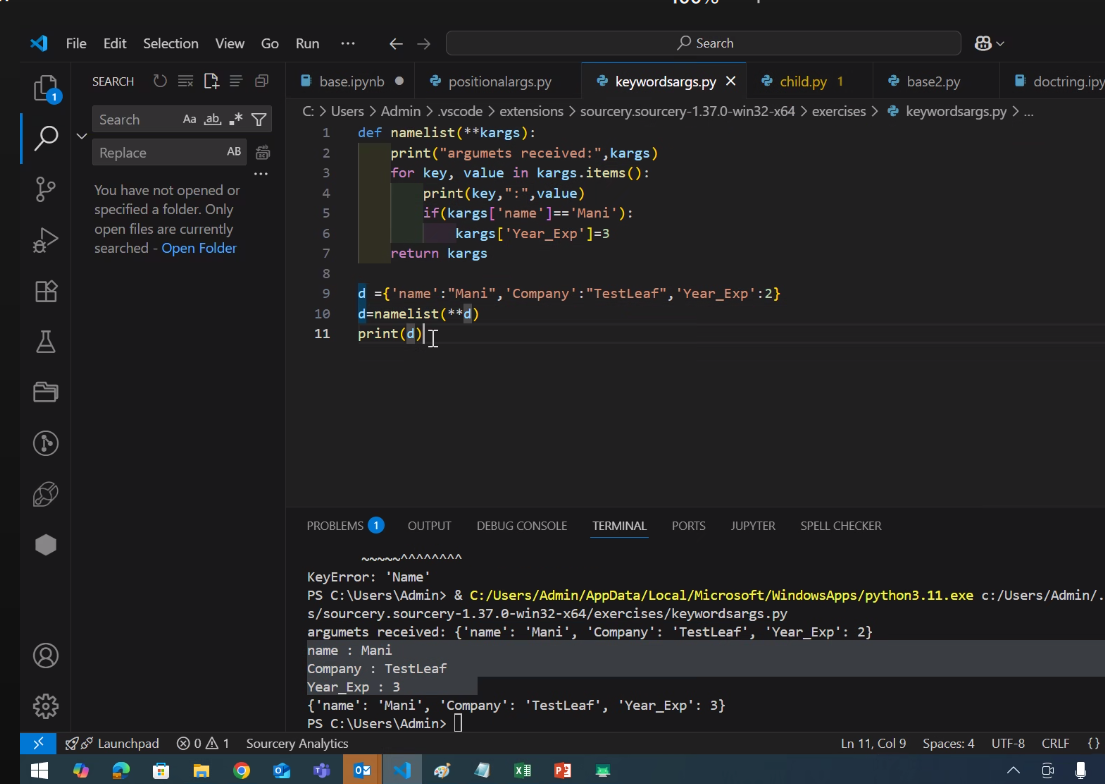 File Edit Selection View Go Run ··· Search
SEARCH
base.ipynb positionalargs.py keywordsargs.py child.py 1 base2.py doctring.ipy
C: > Users > Admin > .vscode > extensions > sourcery.sourcery-1.37.0-win32-x64 > exercises > keywordsargs.py > ...
1
Search Aa ab
Replace AB
You have not opened or
specified a folder. Only
open files are currently
searched - Open Folder
1 def namelist(**kargs):
2 print("argumets received:",kargs)
3 for key, value in kargs.items():
4 print(key,":",value)
5 if(kargs['name']=='Mani'):
6 kargs['Year_Exp']=3
7 return kargs
8
9 d ={'name':"Mani",'Company':"TestLeaf",'Year_Exp':2}
10 d=namelist(**d)
11 print(d)
PROBLEMS 1 OUTPUT DEBUG CONSOLE TERMINAL PORTS JUPYTER SPELL CHECKER
~~~~~^^^^^^^^
KeyError: 'Name'
PS C:\Users\Admin> & C:/Users/Admin/AppData/Local/Microsoft/WindowsApps/python3.11.exe c:/Users/Admin/.
s/sourcery.sourcery-1.37.0-win32-x64/exercises/keywordsargs.py
argumets received: {'name': 'Mani', 'Company': 'TestLeaf', 'Year_Exp': 2}
name : Mani
Company : TestLeaf
Year_Exp : 3
{'name': 'Mani', 'Company': 'TestLeaf', 'Year_Exp': 3}
PS C:\Users\Admin>
Launchpad 0 1 Sourcery Analytics Ln 11, Col 9 Spaces: 4 UTF-8 CRLF {}